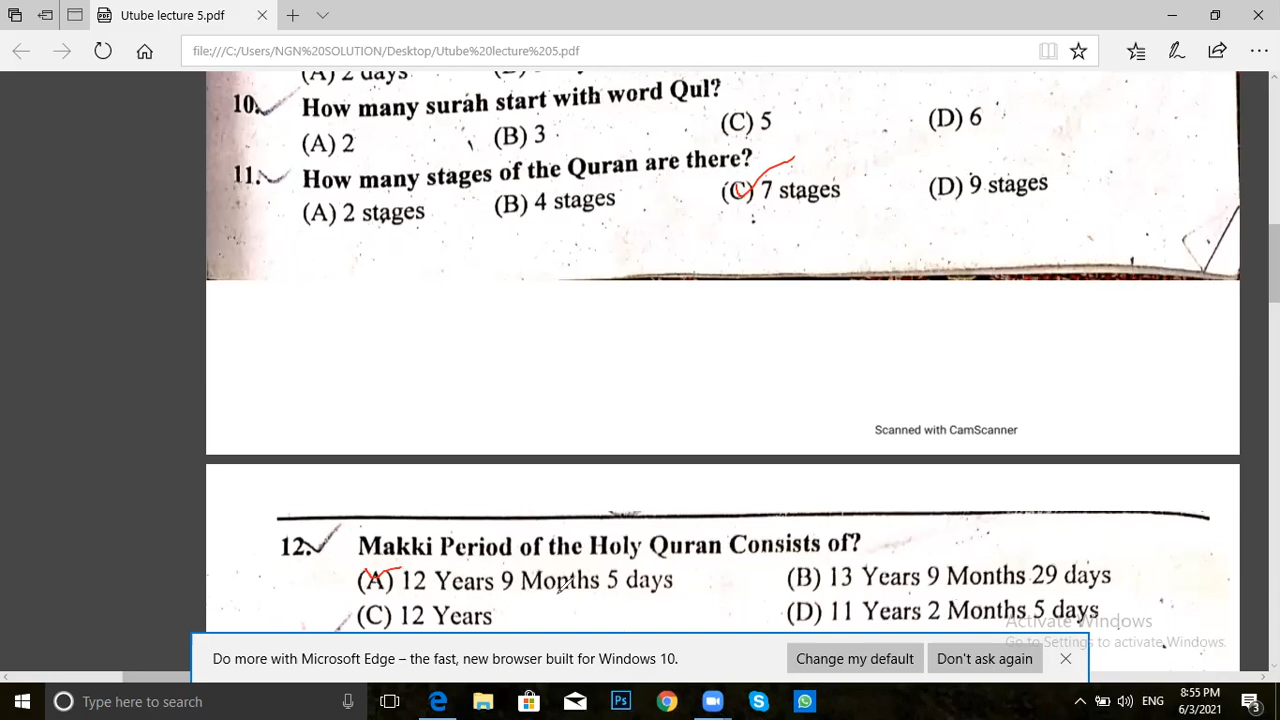 Utube lecture 5.pdf
file:///C:/Users/NGN%20SOLUTION/Desktop/Utube%20lecture%205.pdf
(A) 2 days
10. How many surah start with word Qul?
(A) 2 (B) 3 (C) 5 (D) 6
11. How many stages of the Quran are there?
(A) 2 stages (B) 4 stages (C) 7 stages (D) 9 stages
Scanned with CamScanner
12. Makki Period of the Holy Quran Consists of?
(A) 12 Years 9 Months 5 days (B) 13 Years 9 Months 29 days
(C) 12 Years (D) 11 Years 2 Months 5 days
Activate Windows
Go to Settings to activate Windows.
Do more with Microsoft Edge – the fast, new browser built for Windows 10. Change my default Don't ask again
Type here to search
ENG
8:55 PM
6/3/2021
3